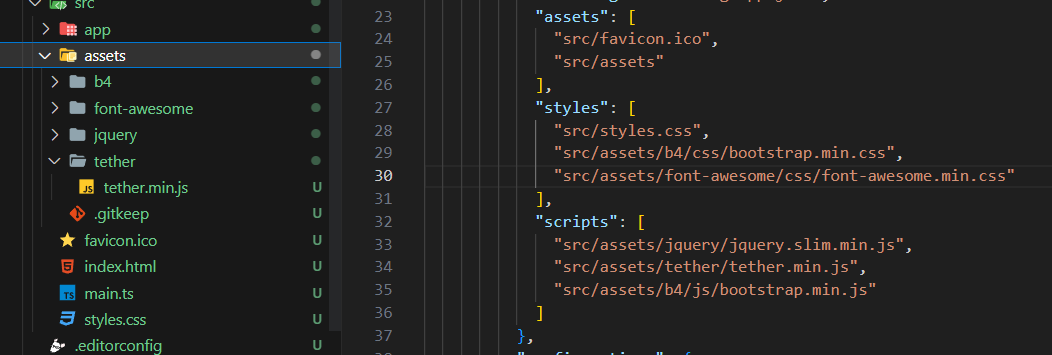 src
app
assets
b4
font-awesome
jquery
tether
tether.min.js U
.gitkeep U
favicon.ico U
index.html U
main.ts U
styles.css U
.editorconfig
23 "assets": [
24 "src/favicon.ico",
25 "src/assets"
26 ],
27 "styles": [
28 "src/styles.css",
29 "src/assets/b4/css/bootstrap.min.css",
30 "src/assets/font-awesome/css/font-awesome.min.css"
31 ],
32 "scripts": [
33 "src/assets/jquery/jquery.slim.min.js",
34 "src/assets/tether/tether.min.js",
35 "src/assets/b4/js/bootstrap.min.js"
36 ]
37 },